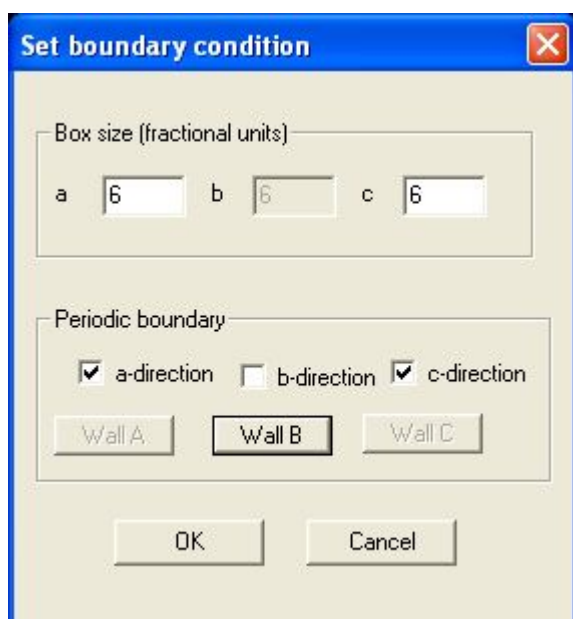 Set boundary condition
Box size (fractional units)
a 6 b 6 c 6
Periodic boundary
a-direction b-direction c-direction
Wall A Wall B Wall C
OK Cancel